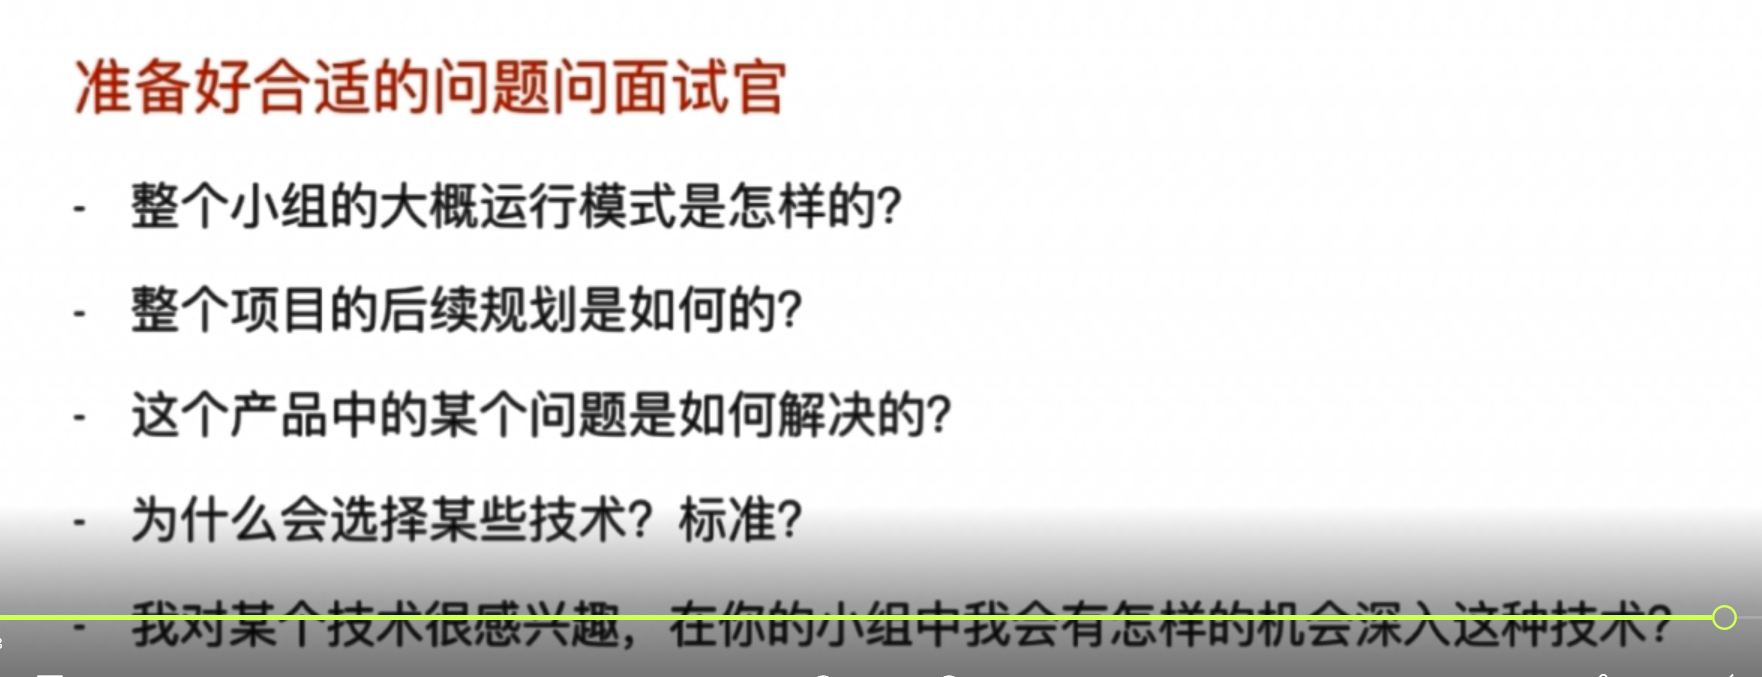 准备好合适的问题问面试官
- 整个小组的大概运行模式是怎样的?
- 整个项目的后续规划是如何的?
- 这个产品中的某个问题是如何解决的?
- 为什么会选择某些技术? 标准?
- 我对某个技术很感兴趣，在你的小组中我会有怎样的机会深入这种技术?